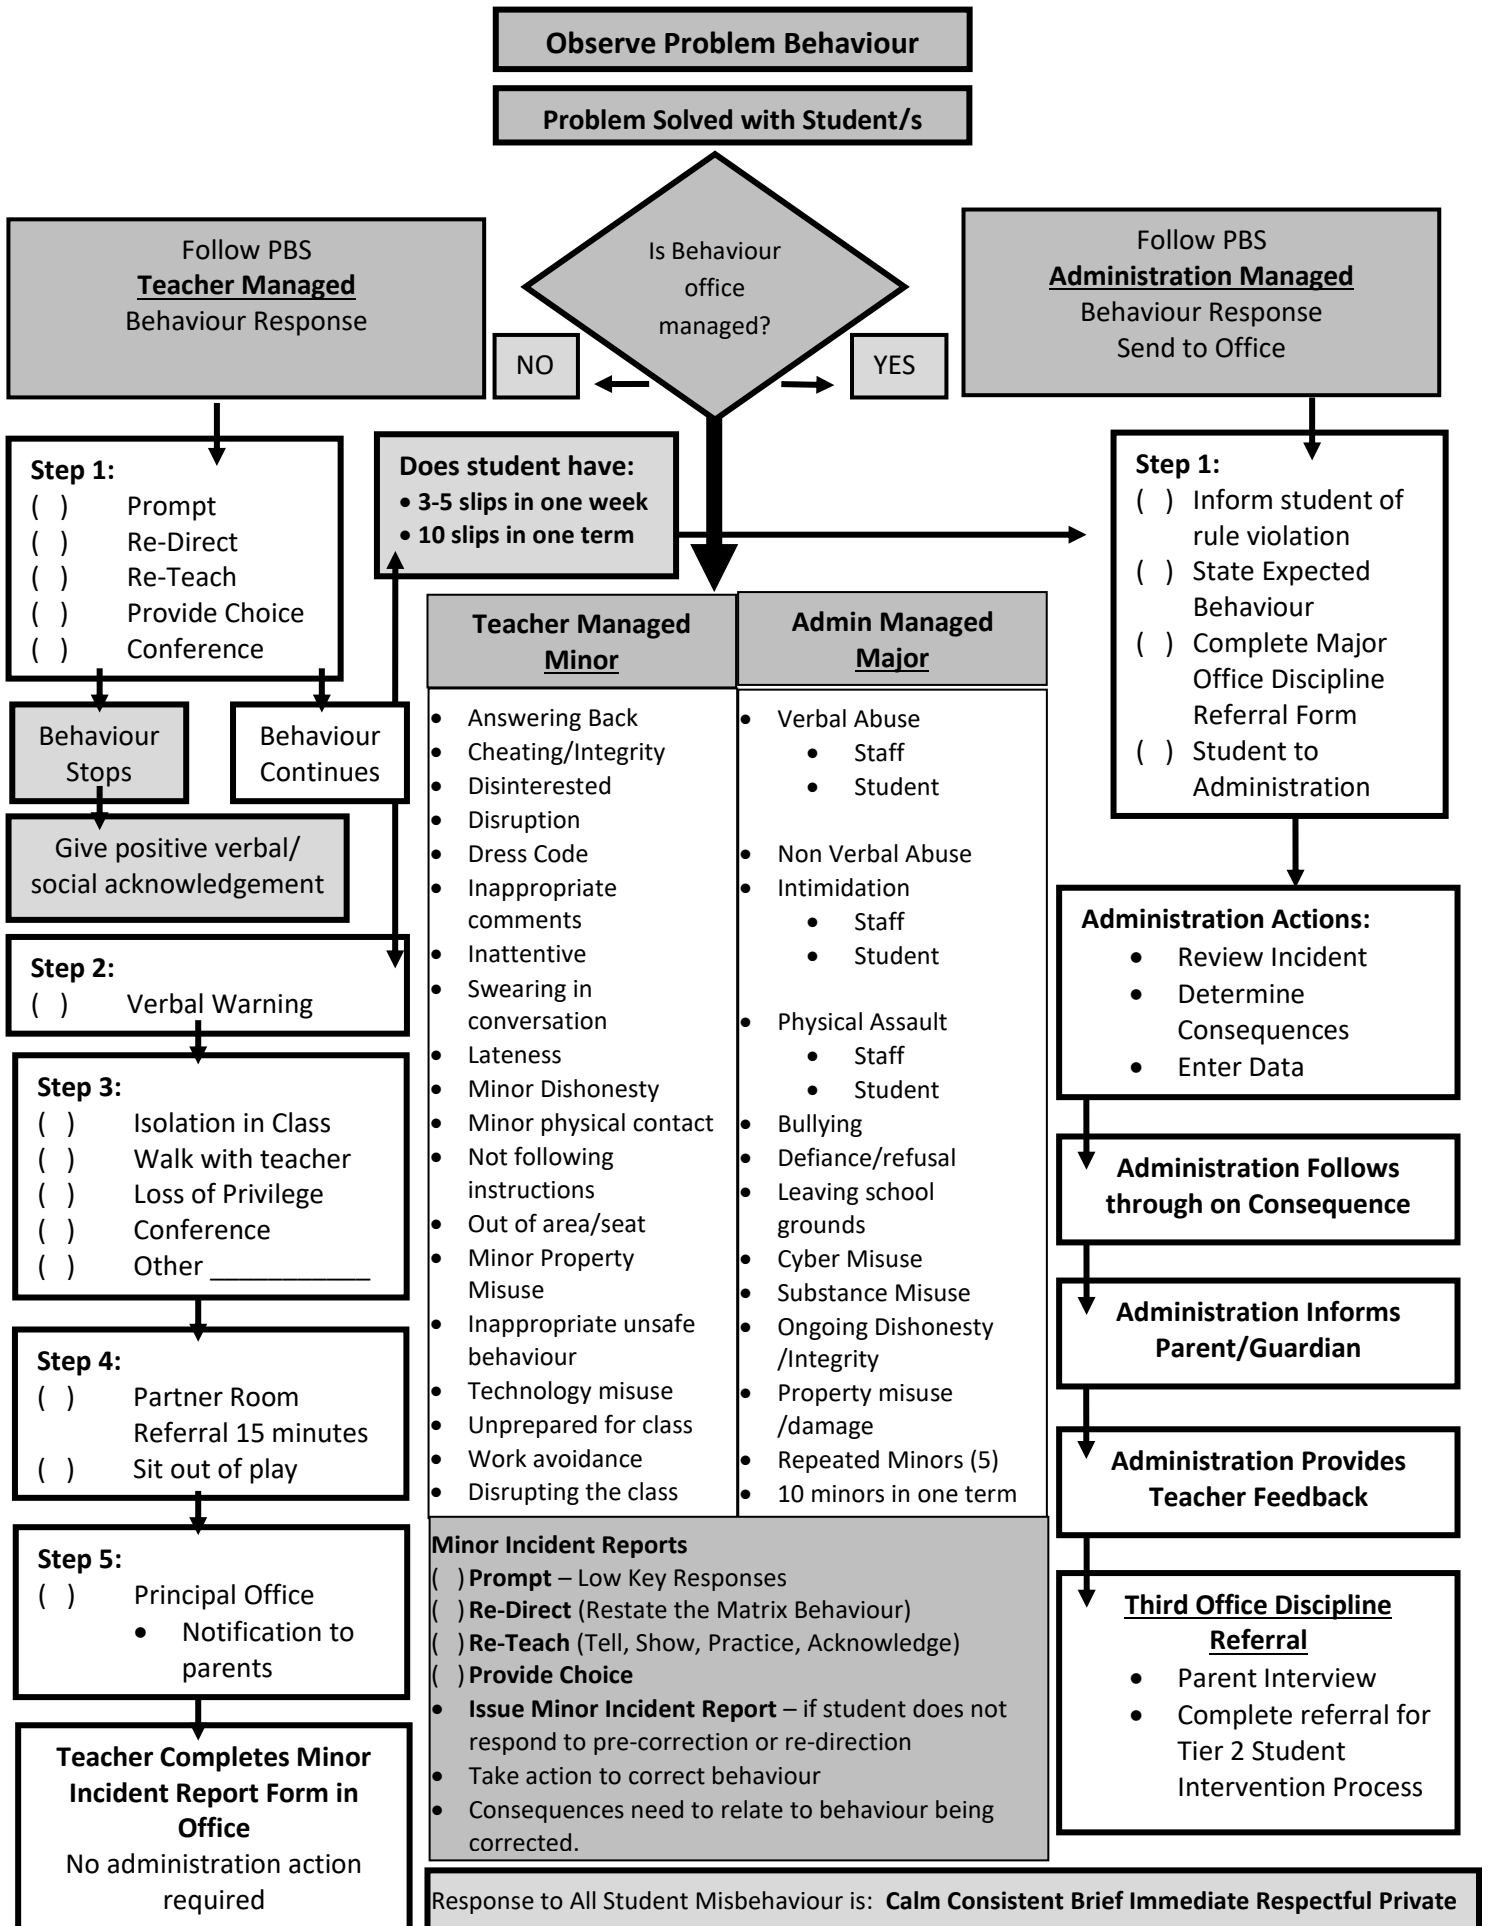 Observe Problem Behaviour
Problem Solved with Student/s
Is Behaviour
office
managed?
NO
YES
Follow PBS
Teacher Managed
Behaviour Response
Follow PBS
Administration Managed
Behaviour Response
Send to Office
Step 1:
( ) Prompt
( ) Re-Direct
( ) Re-Teach
( ) Provide Choice
( ) Conference
Behaviour
Stops
Behaviour
Continues
Give positive verbal/
social acknowledgement
Step 2:
( ) Verbal Warning
Step 3:
( ) Isolation in Class
( ) Walk with teacher
( ) Loss of Privilege
( ) Conference
( ) Other ___________
Step 4:
( ) Partner Room
Referral 15 minutes
( ) Sit out of play
Step 5:
( ) Principal Office
• Notification to
parents
Teacher Completes Minor
Incident Report Form in
Office
No administration action
required
Does student have:
• 3-5 slips in one week
• 10 slips in one term
Teacher Managed
Minor
• Answering Back
• Cheating/Integrity
• Disinterested
• Disruption
• Dress Code
• Inappropriate
comments
• Inattentive
• Swearing in
conversation
• Lateness
• Minor Dishonesty
• Minor physical contact
• Not following
instructions
• Out of area/seat
• Minor Property
Misuse
• Inappropriate unsafe
behaviour
• Technology misuse
• Unprepared for class
• Work avoidance
• Disrupting the class
Admin Managed
Major
• Verbal Abuse
• Staff
• Student
• Non Verbal Abuse
• Intimidation
• Staff
• Student
• Physical Assault
• Staff
• Student
• Bullying
• Defiance/refusal
• Leaving school
grounds
• Cyber Misuse
• Substance Misuse
• Ongoing Dishonesty
/Integrity
• Property misuse
/damage
• Repeated Minors (5)
• 10 minors in one term
Minor Incident Reports
( ) Prompt – Low Key Responses
( ) Re-Direct (Restate the Matrix Behaviour)
( ) Re-Teach (Tell, Show, Practice, Acknowledge)
( ) Provide Choice
• Issue Minor Incident Report – if student does not
respond to pre-correction or re-direction
• Take action to correct behaviour
• Consequences need to relate to behaviour being
corrected.
Step 1:
( ) Inform student of
rule violation
( ) State Expected
Behaviour
( ) Complete Major
Office Discipline
Referral Form
( ) Student to
Administration
Administration Actions:
• Review Incident
• Determine
Consequences
• Enter Data
Administration Follows
through on Consequence
Administration Informs
Parent/Guardian
Administration Provides
Teacher Feedback
Third Office Discipline
Referral
• Parent Interview
• Complete referral for
Tier 2 Student
Intervention Process
Response to All Student Misbehaviour is: Calm Consistent Brief Immediate Respectful Private